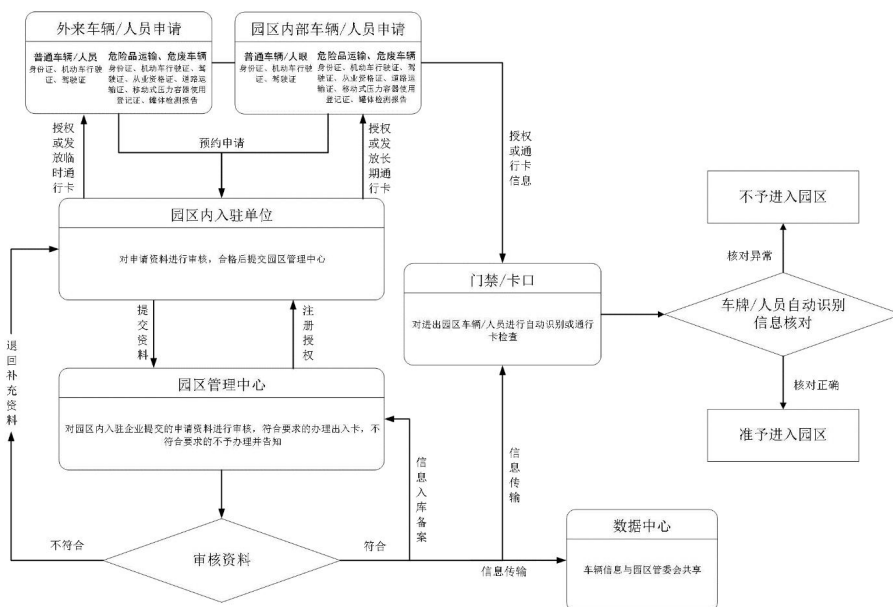 外来车辆/人员申请
普通车辆/人员
身份证、机动车行驶
证、驾驶证
危险品运输、危废车辆
身份证、机动车行驶证、驾
驶证、从业资格证、道路运
输证、移动式压力容器使用
登记证、罐体检测报告
园区内部车辆/人员申请
普通车辆/人眼
身份证、机动车行驶
证、驾驶证
危险品运输、危废车辆
身份证、机动车行驶证、驾
驶证、从业资格证、道路运
输证、移动式压力容器使用
登记证、罐体检测报告
授权或发放临时通行卡
预约申请
授权或发放长期通行卡
授权或通行卡信息
园区内入驻单位
对申请资料进行审核，合格后提交园区管理中心
提交资料
注册授权
退回补充资料
园区管理中心
对园区内入驻企业提交的申请资料进行审核，符合要求的办理出入卡，不
符合要求的不予办理并告知
信息入库备案
审核资料
不符合
符合
信息传输
信息传输
门禁/卡口
对进出园区车辆/人员进行自动识别或通行
卡检查
不予进入园区
核对异常
车牌/人员自动识别
信息核对
核对正确
准予进入园区
数据中心
车辆信息与园区管委会共享